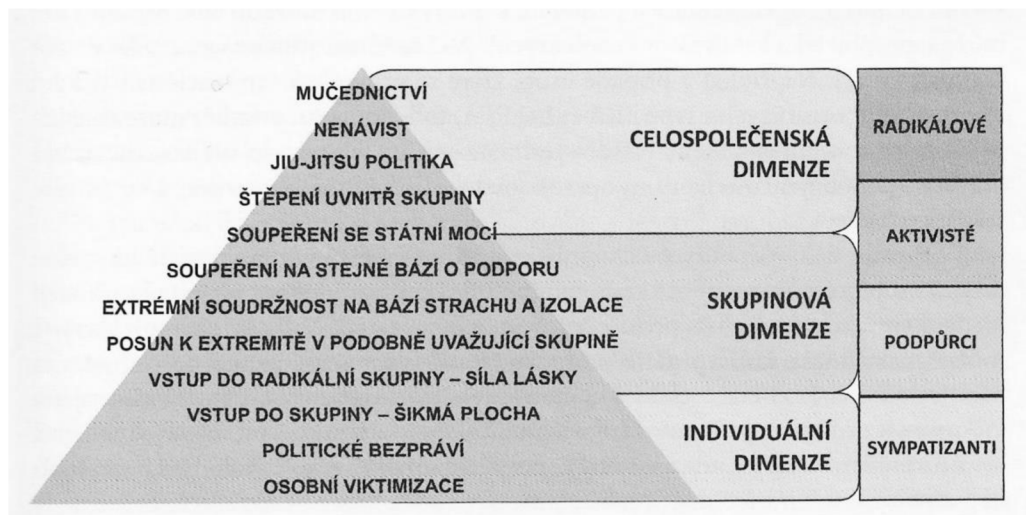 MUČEDNICTVÍ
NENÁVIST
JIU-JITSU POLITIKA
ŠTĚPENÍ UVNITŘ SKUPINY
SOUPEŘENÍ SE STÁTNÍ MOCÍ
SOUPEŘENÍ NA STEJNÉ BÁZÍ O PODPORU
EXTRÉMNÍ SOUDRŽNOST NA BÁZÍ STRACHU A IZOLACE
POSUN K EXTREMITĚ V PODOBNĚ UVAŽUJÍCÍ SKUPINĚ
VSTUP DO RADIKÁLNÍ SKUPINY – SÍLA LÁSKY
VSTUP DO SKUPINY – ŠIKMÁ PLOCHA
POLITICKÉ BEZPRÁVÍ
OSOBNÍ VIKTIMIZACE
CELOSPOLEČENSKÁ
DIMENZE
SKUPINOVÁ
DIMENZE
INDIVIDUÁLNÍ
DIMENZE
RADIKÁLOVÉ
AKTIVISTÉ
PODPŮRCI
SYMPATIZANTI